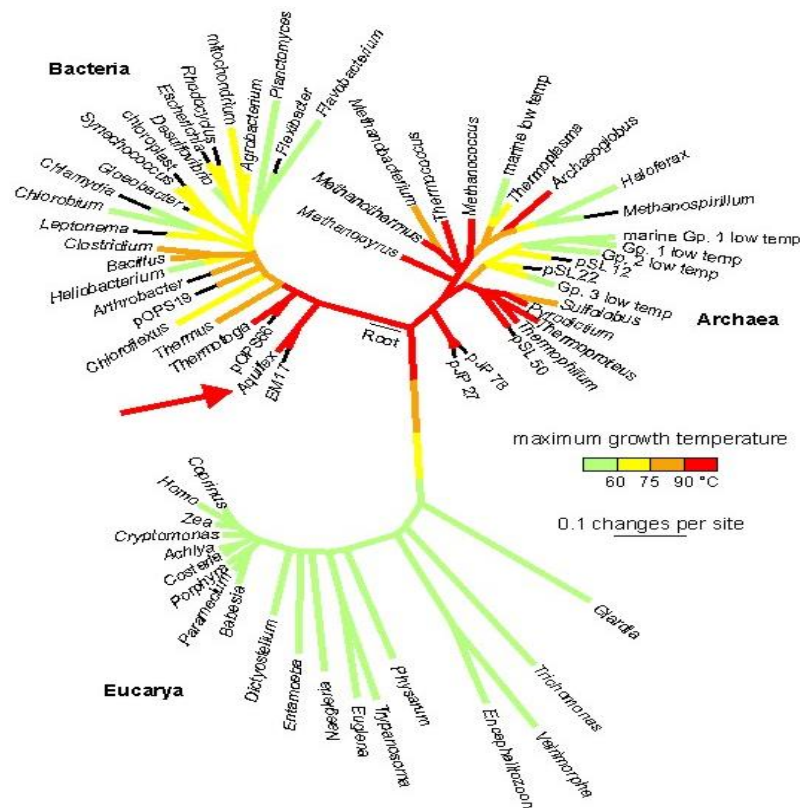 Bacteria
Planctomyces
mitochondrium
Agrobacterium
Flavobacterium
Flexibacter
Rhodocyclus
Escherichia
Desulfovibrio
chloroplast
Synechococcus
Gloeobacter
Chlamydia
Chlorobium
Leptonema
Clostridium
Bacillus
Heliobacterium
Arthrobacter
pOPS19
Chloroflexus
Thermus
Thermotoga
pOPS66
Aquifex
EM17
Root
Methanobacterium
Thermococcus
Methanococcus
marine low temp
Thermoplasma
Archaeoglobus
Haloferax
Methanospirillum
Methanothermus
Methanopyrus
marine Gp. 1 low temp
Gp. 1 low temp
Gp. 2 low temp
pSL 12
pSL 22
Gp. 3 low temp
Sulfolobus
Pyrodictium
Thermoproteus
Thermofilum
pSL 50
pJP 78
pJP 27
Archaea
maximum growth temperature
60 75 90 °C
0.1 changes per site
Coprinus
Homo
Zea
Cryptomonas
Achlya
Costaria
Porphyra
Paramecium
Babesia
Dictyostelium
Entamoeba
Naegleria
Euglena
Trypanosoma
Physarum
Encephalitozoon
Vairimorpha
Trichomonas
Giardia
Eucarya